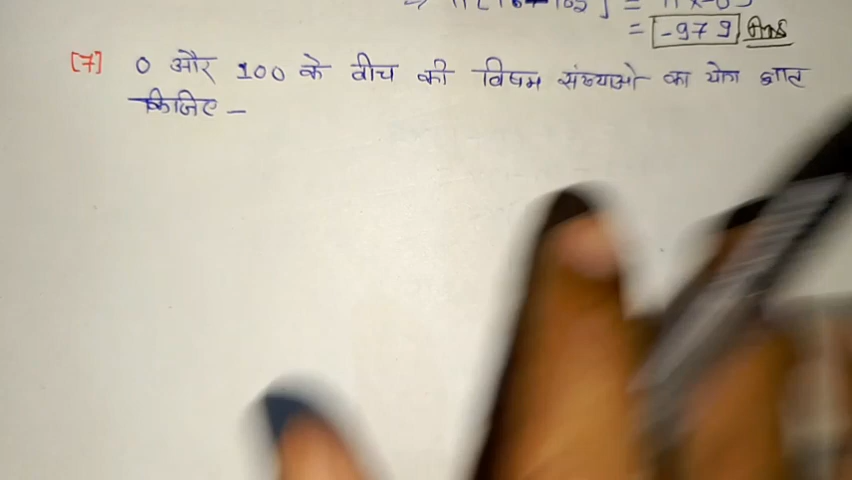 = -979 Ans
[7] 0 और 100 के बीच की विषम संख्याओ का योग ज्ञात
किजिए -